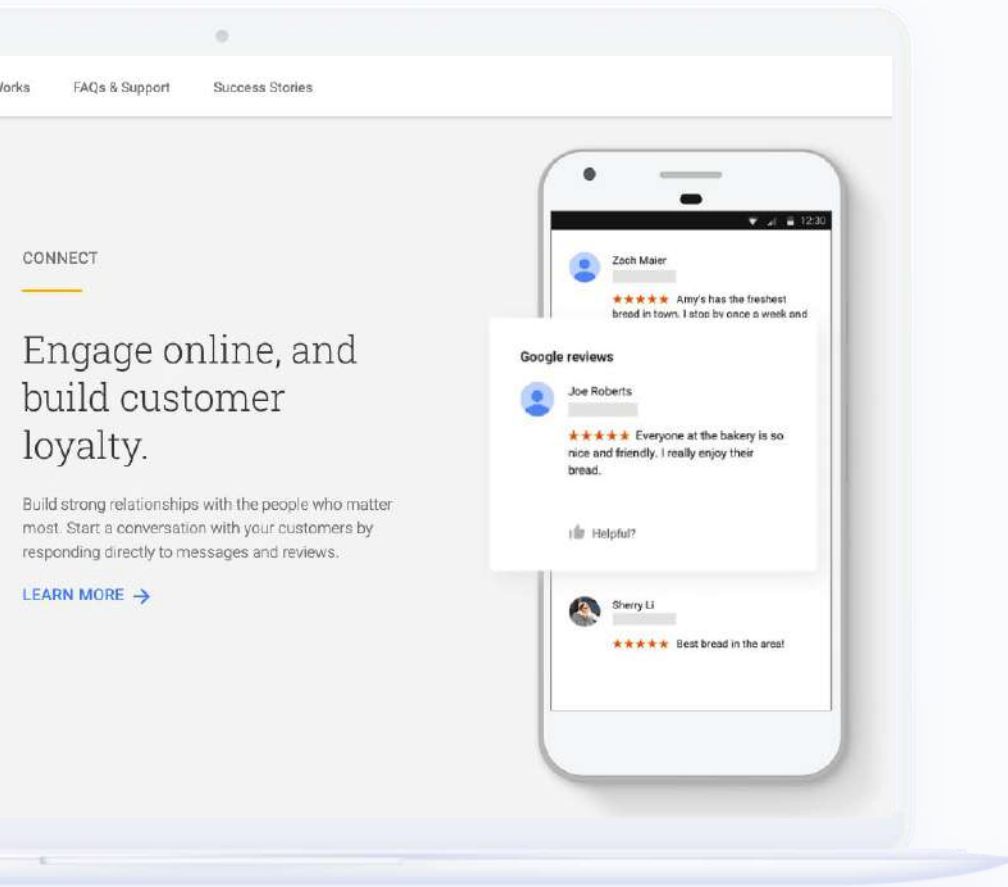 FAQs & Support
Success Stories
CONNECT
Engage online, and
build customer
loyalty.
Build strong relationships with the people who matter
most. Start a conversation with your customers by
responding directly to messages and reviews.
LEARN MORE →
12:30
Zach Maier
★★★★★ Amy's has the freshest
bread in town. I stop by once a week and
Google reviews
Joe Roberts
★★★★★ Everyone at the bakery is so
nice and friendly. I really enjoy their
bread.
Helpful?
Sherry Li
★★★★★ Best bread in the area!